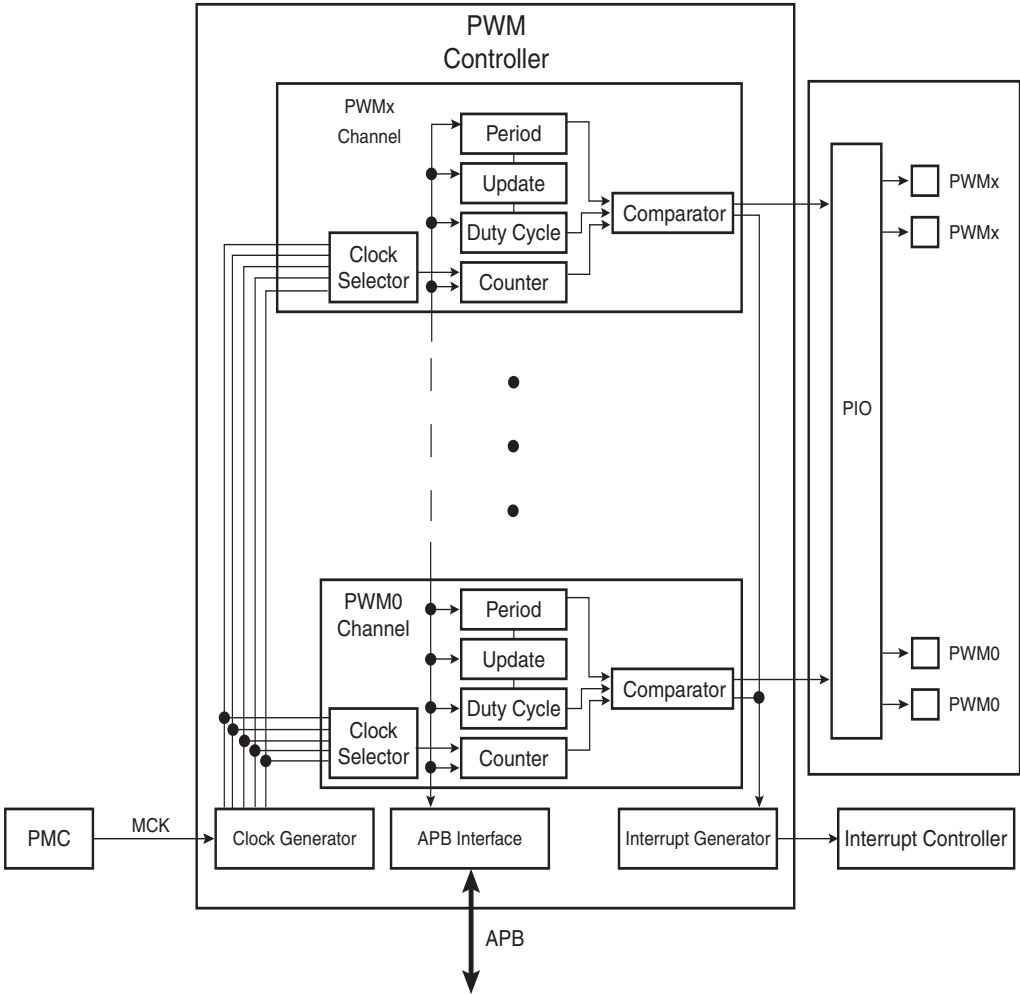 PWM
Controller
PWMx
Channel
Period
Update
Duty Cycle
Clock
Selector
Counter
Comparator
PIO
PWMx
PWMx
PWM0
Channel
Period
Update
Duty Cycle
Clock
Selector
Counter
Comparator
PWM0
PWM0
PMC
MCK
Clock Generator
APB Interface
Interrupt Generator
Interrupt Controller
APB